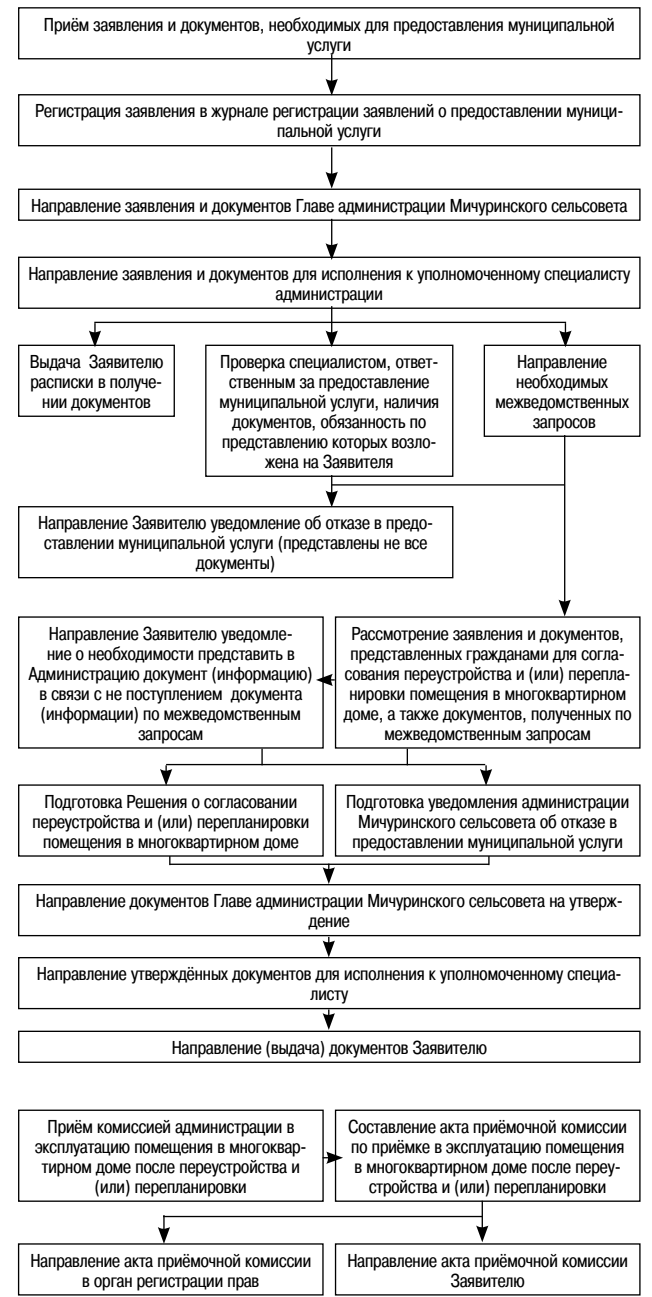 Приём заявления и документов, необходимых для предоставления муниципальной
услуги
Регистрация заявления в журнале регистрации заявлений о предоставлении муници-
пальной услуги
Направление заявления и документов Главе администрации Мичуринского сельсовета
Направление заявления и документов для исполнения к уполномоченному специалисту
администрации
Выдача Заявителю
расписки в получе-
нии документов
Проверка специалистом, ответ-
ственным за предоставление
муниципальной услуги, наличия
документов, обязанность по
представлению которых возло-
жена на Заявителя
Направление
необходимых
межведомственных
запросов
Направление Заявителю уведомление об отказе в предо-
ставлении муниципальной услуги (представлены не все
документы)
Направление Заявителю уведомле-
ние о необходимости представить в
Администрацию документ (информацию)
в связи с не поступлением документа
(информации) по межведомственным
запросам
Рассмотрение заявления и документов,
представленных гражданами для согла-
сования переустройства и (или) перепла-
нировки помещения в многоквартирном
доме, а также документов, полученных по
межведомственным запросам
Подготовка Решения о согласовании
переустройства и (или) перепланировки
помещения в многоквартирном доме
Подготовка уведомления администрации
Мичуринского сельсовета об отказе в
предоставлении муниципальной услуги
Направление документов Главе администрации Мичуринского сельсовета на утверж-
дение
Направление утверждённых документов для исполнения к уполномоченному специа-
листу
Направление (выдача) документов Заявителю
Приём комиссией администрации в
эксплуатацию помещения в многоквар-
тирном доме после переустройства и
(или) перепланировки
Составление акта приёмочной комиссии
по приёмке в эксплуатацию помещения
в многоквартирном доме после переу-
стройства и (или) перепланировки
Направление акта приёмочной комиссии
в орган регистрации прав
Направление акта приёмочной комиссии
Заявителю